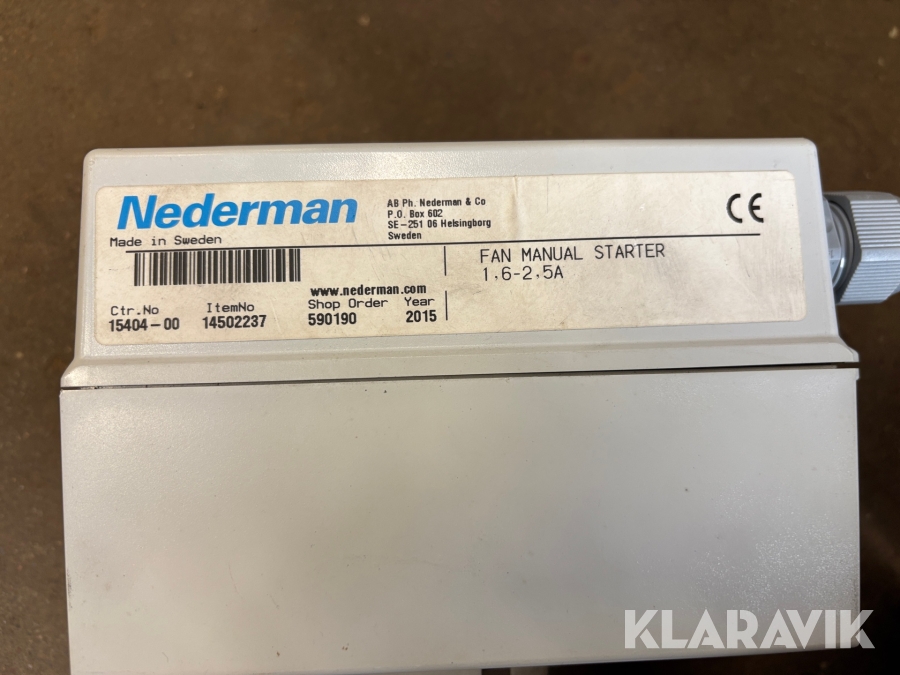 Nederman
AB Ph. Nederman & Co
P.O. Box 602
SE-251 06 Helsingborg
Sweden
CE
Made in Sweden
FAN MANUAL STARTER
1,6-2,5A
www.nederman.com
Ctr.No ItemNo Shop Order Year
15404-00 14502237 590190 2015
KLARAVIK